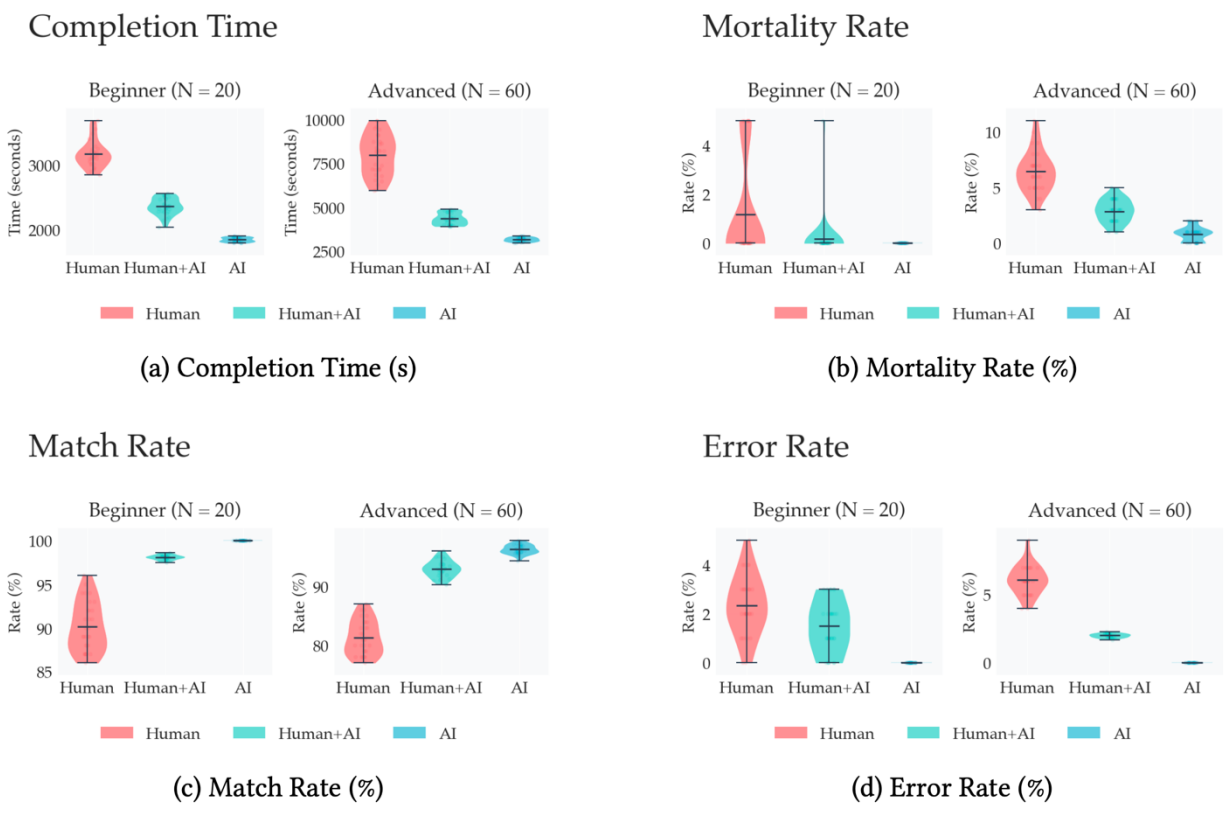 Completion Time
Beginner (N = 20)
Advanced (N = 60)
Time (seconds)
3000
2000
Time (seconds)
10000
7500
5000
2500
Human Human+AI AI
Human Human+AI AI
Human Human+AI AI
(a) Completion Time (s)
Mortality Rate
Beginner (N = 20)
Advanced (N = 60)
Rate (%)
4
2
0
Rate (%)
10
5
0
Human Human+AI AI
Human Human+AI AI
Human Human+AI AI
(b) Mortality Rate (%)
Match Rate
Beginner (N = 20)
Advanced (N = 60)
Rate (%)
100
95
90
85
Rate (%)
90
80
Human Human+AI AI
Human Human+AI AI
Human Human+AI AI
(c) Match Rate (%)
Error Rate
Beginner (N = 20)
Advanced (N = 60)
Rate (%)
4
2
0
Rate (%)
5
0
Human Human+AI AI
Human Human+AI AI
Human Human+AI AI
(d) Error Rate (%)